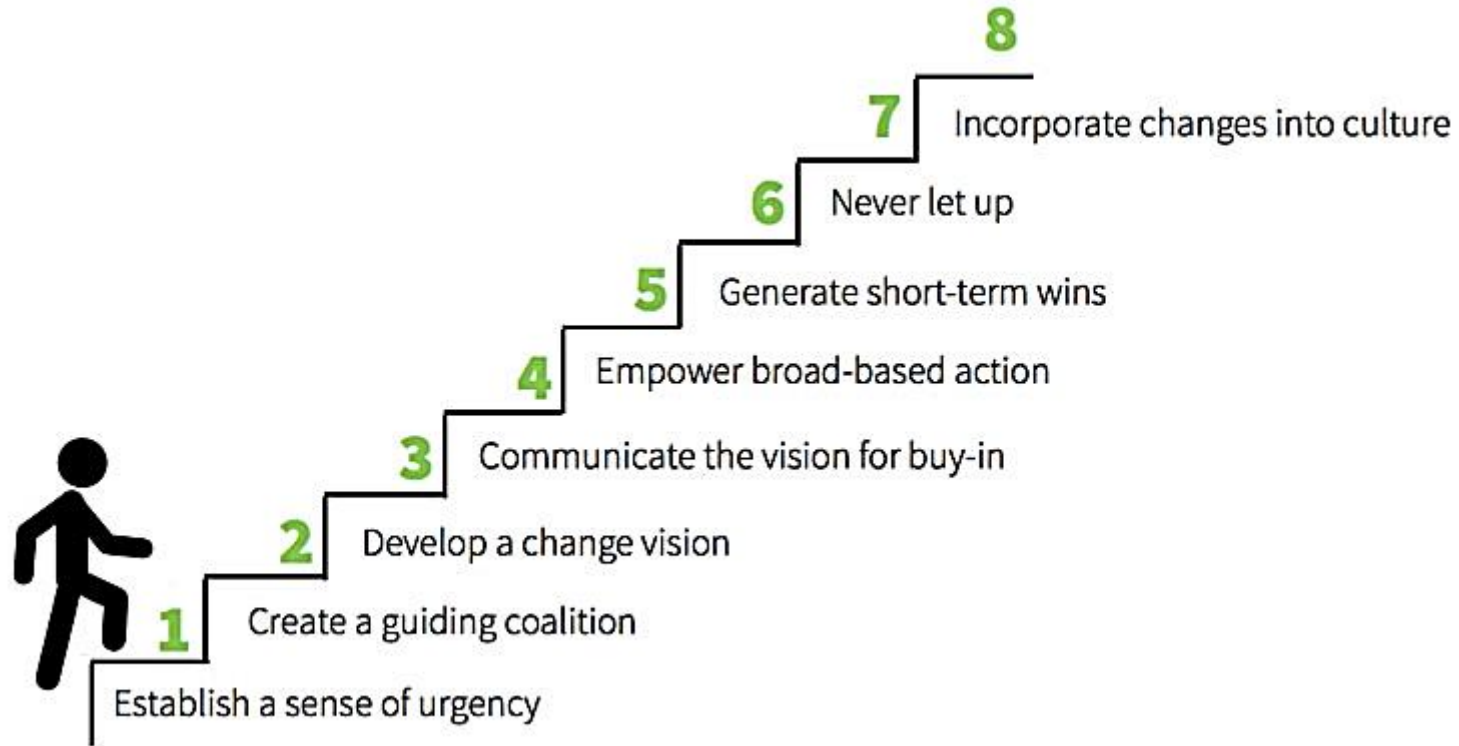 8
7
Incorporate changes into culture
6
Never let up
5
Generate short-term wins
4
Empower broad-based action
3
Communicate the vision for buy-in
2
Develop a change vision
1
Create a guiding coalition
Establish a sense of urgency